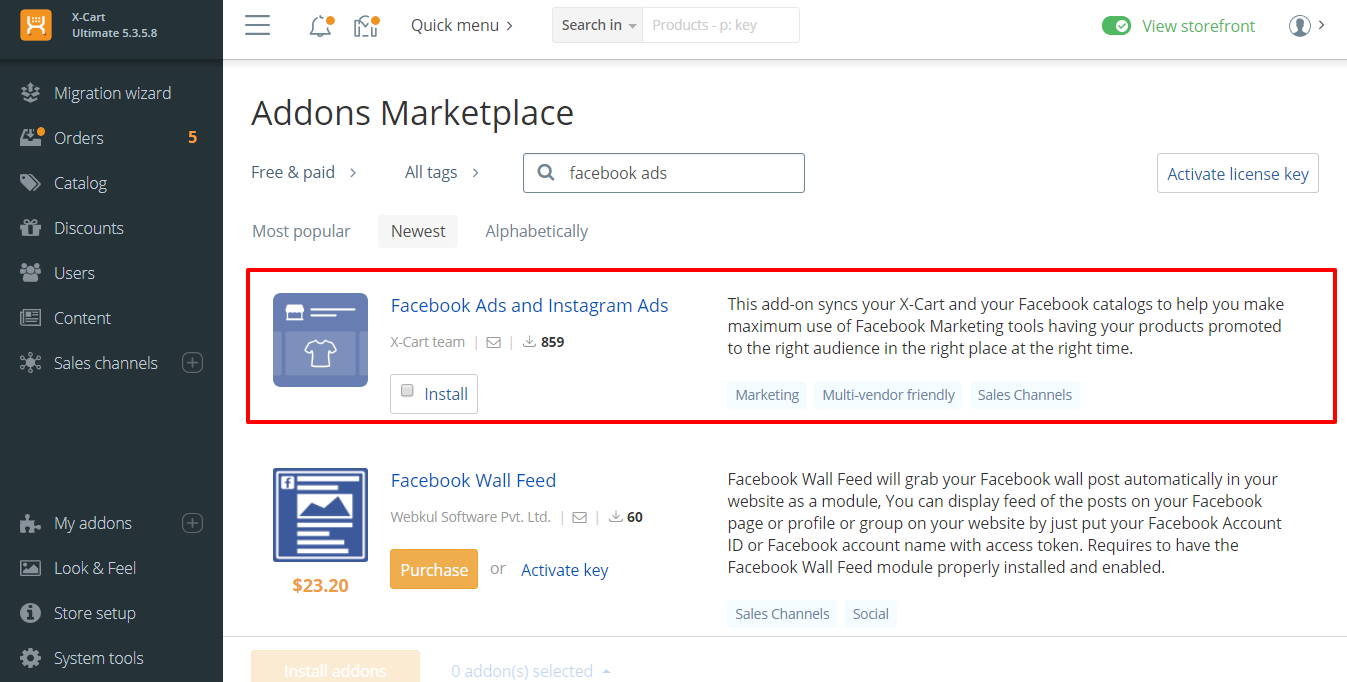 X-Cart
Ultimate 5.3.5.8
Quick menu
Search in
Products - p: key
View storefront
Migration wizard
Orders
5
Catalog
Discounts
Users
Content
Sales channels
My addons
Look & Feel
Store setup
System tools
Addons Marketplace
Free & paid
All tags
facebook ads
Activate license key
Most popular
Newest
Alphabetically
Facebook Ads and Instagram Ads
X-Cart team | | 859
Install
This add-on syncs your X-Cart and your Facebook catalogs to help you make
maximum use of Facebook Marketing tools having your products promoted
to the right audience in the right place at the right time.
Marketing
Multi-vendor friendly
Sales Channels
f
$23.20
Facebook Wall Feed
Webkul Software Pvt. Ltd. | | 60
Purchase or Activate key
Facebook Wall Feed will grab your Facebook wall post automatically in your
website as a module, You can display feed of the posts on your Facebook
page or profile or group on your website by just put your Facebook Account
ID or Facebook account name with access token. Requires to have the
Facebook Wall Feed module properly installed and enabled.
Sales Channels
Social
Install addons
0 addon(s) selected